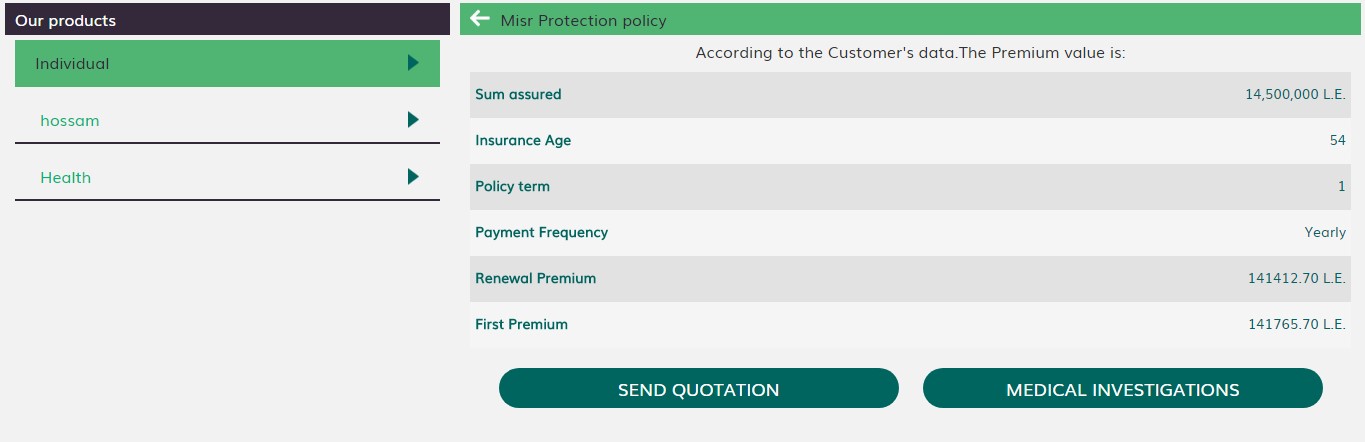 Our products
Individual
hossam
Health
Misr Protection policy
According to the Customer's data.The Premium value is:
Sum assured 14,500,000 L.E.
Insurance Age 54
Policy term 1
Payment Frequency Yearly
Renewal Premium 141412.70 L.E.
First Premium 141765.70 L.E.
SEND QUOTATION MEDICAL INVESTIGATIONS